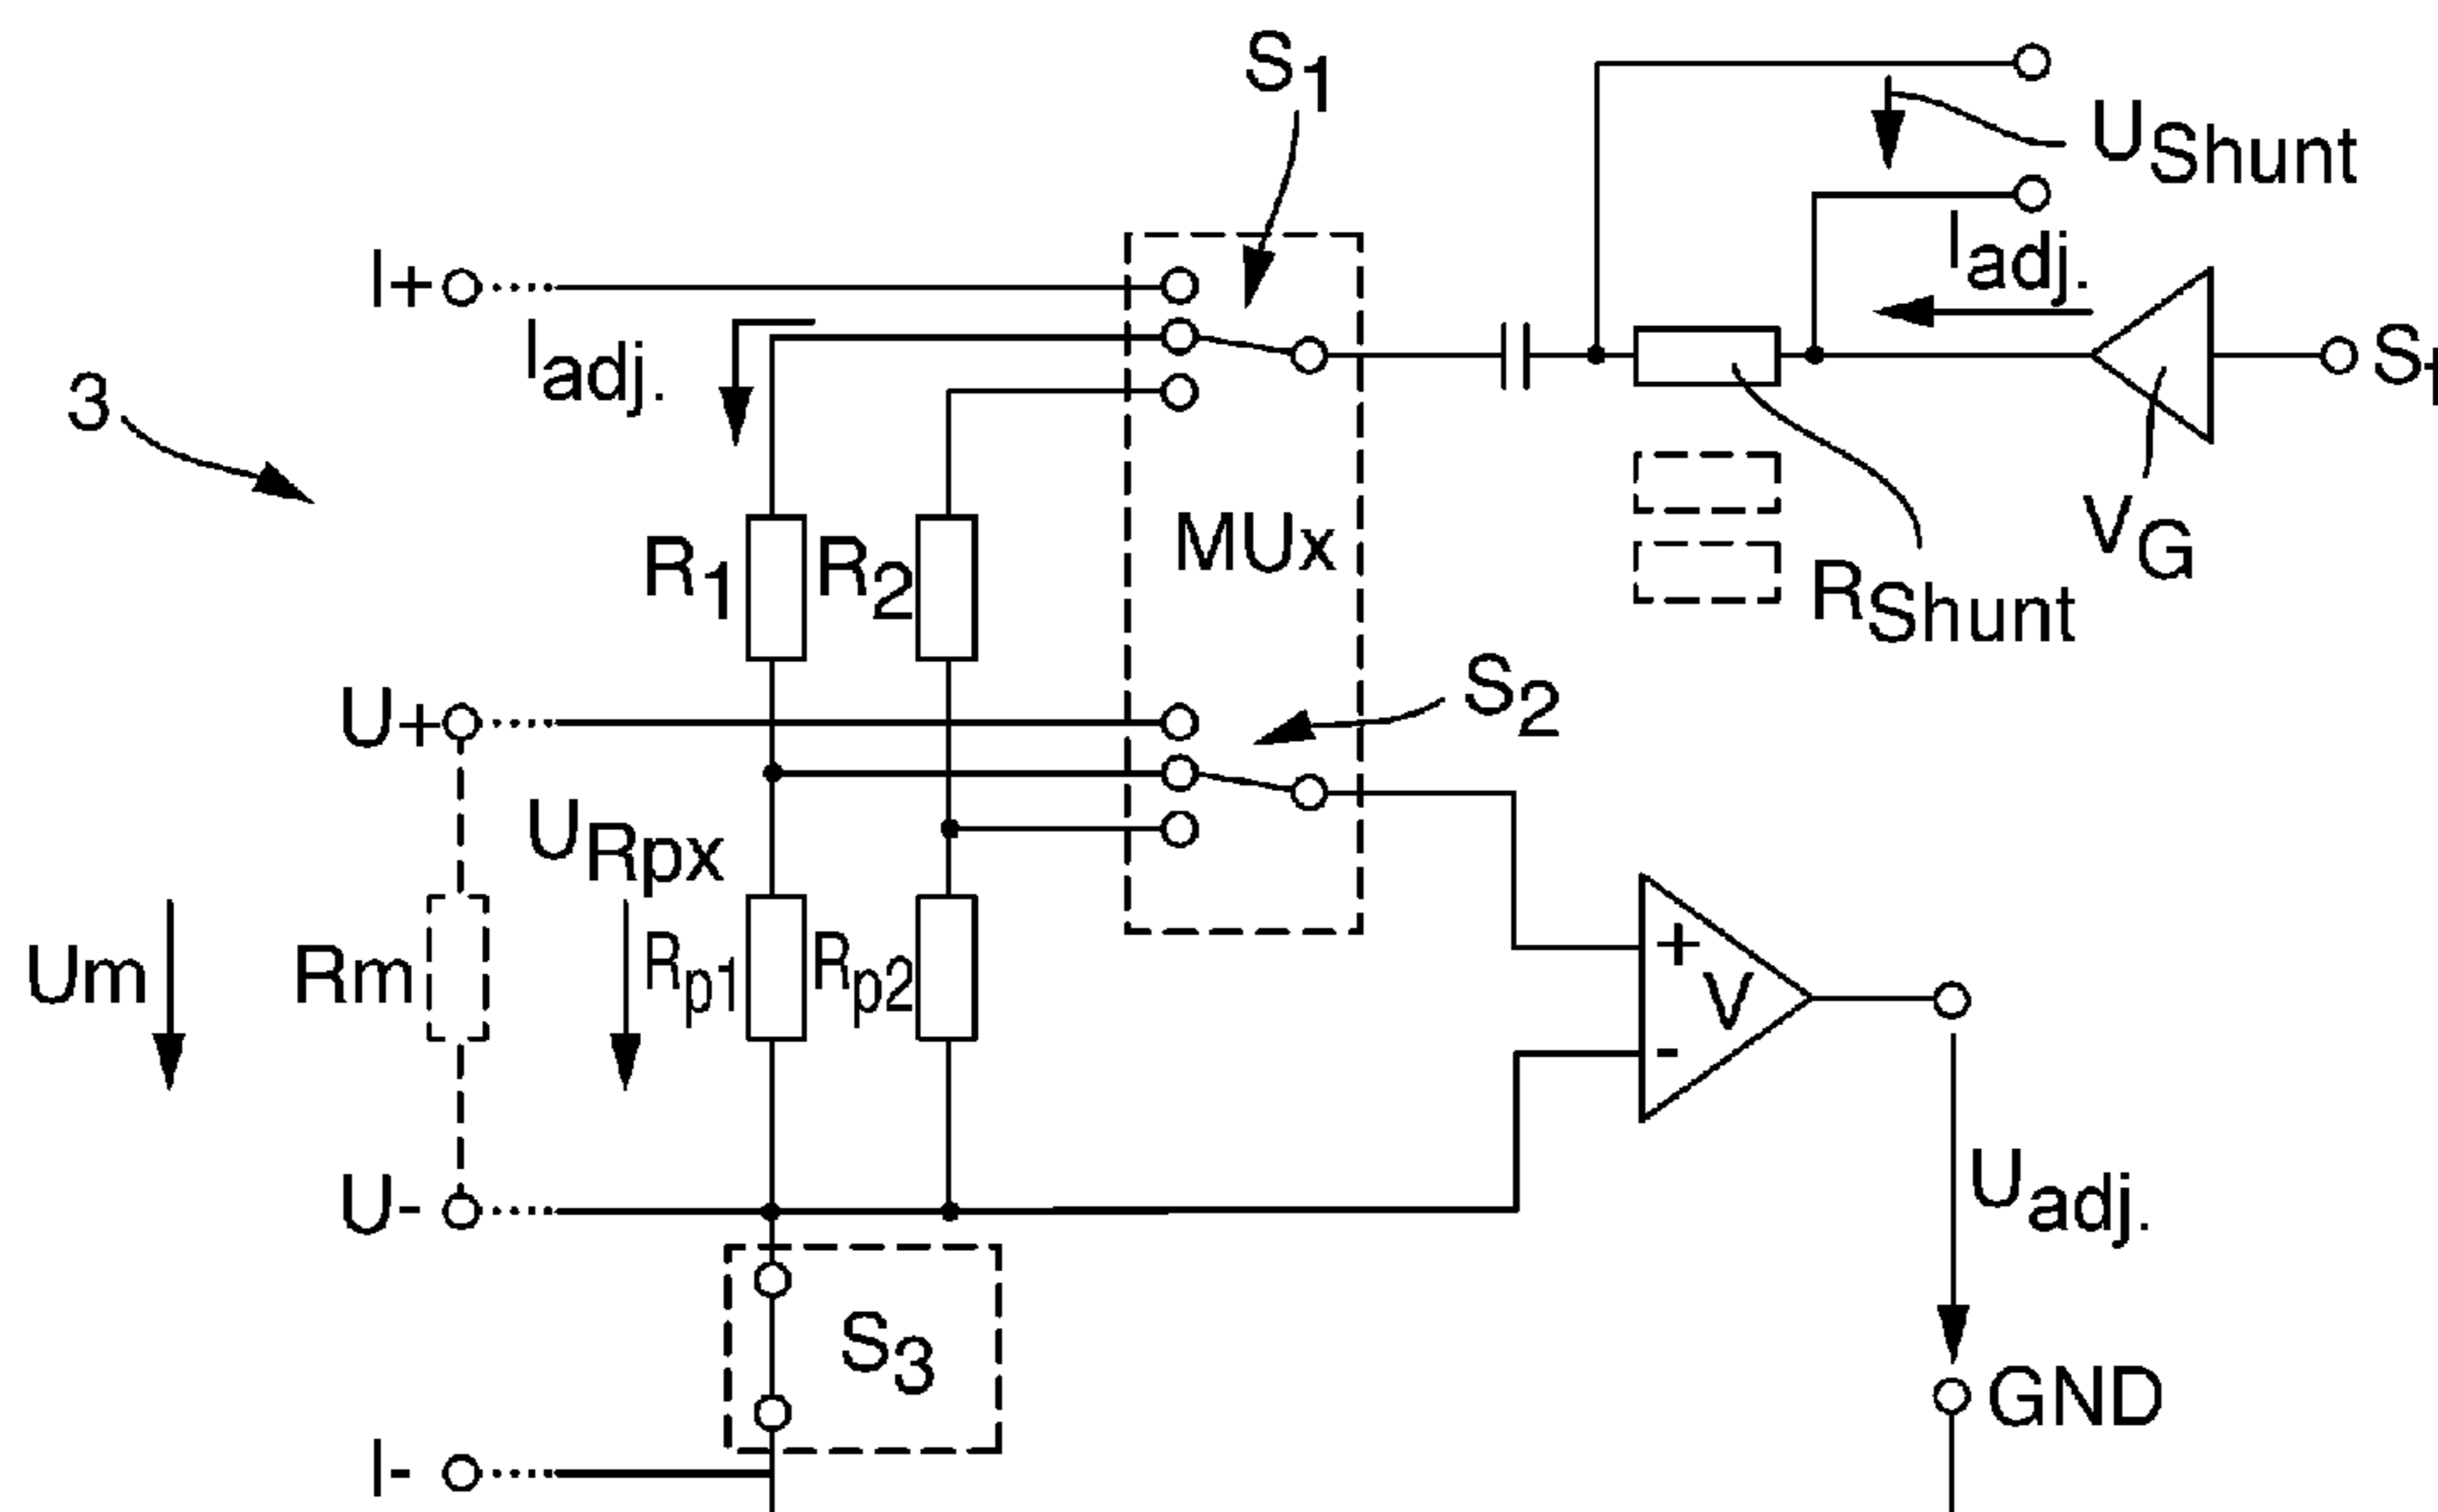 S1
UShunt
I+
Iadj.
Iadj.
3
R1
R2
MUx
VG
RShunt
U+
S2
URpx
Um
Rm
Rp1
Rp2
+
V
-
Uadj.
U-
S3
GND
I-